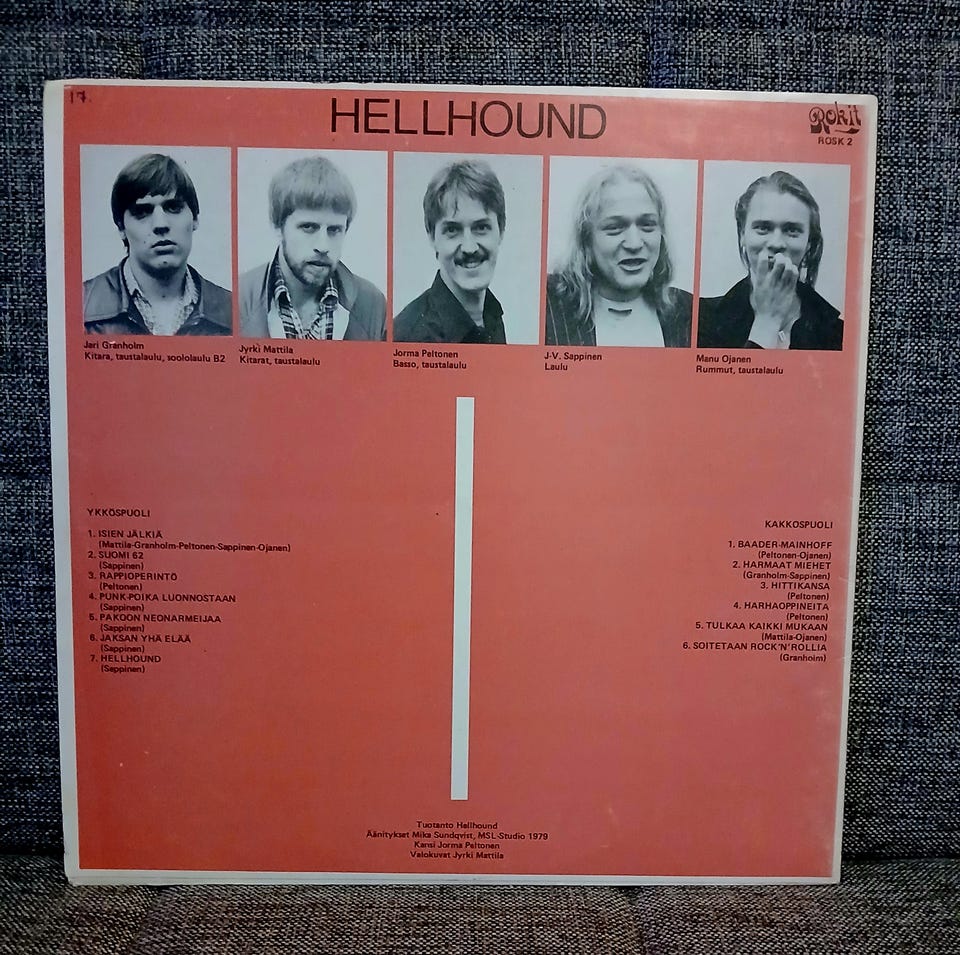 17.
HELLHOUND
Rokit
ROSK 2
Jari Granholm
Kitara, taustalaulu, soololaulu B2
Jyrki Mattila
Kitarat, taustalaulu
Jorma Peltonen
Basso, taustalaulu
J-V. Sappinen
Laulu
Manu Ojanen
Rummut, taustalaulu
YKKÖSPUOLI
1. ISIEN JÄLKIÄ
(Mattila-Granholm-Peltonen-Sappinen-Ojanen)
2. SUOMI 62
(Sappinen)
3. RAPPIOPERINTÖ
(Peltonen)
4. PUNK-POIKA LUONNOSTAAN
(Sappinen)
5. PAKOON NEONARMEIJAA
(Sappinen)
6. JAKSAN YHÄ ELÄÄ
(Sappinen)
7. HELLHOUND
(Sappinen)
KAKKOSPUOLI
1. BAADER-MAINHOFF
(Peltonen-Ojanen)
2. HARMAAT MIEHET
(Granholm-Sappinen)
3. HITTIKANSA
(Peltonen)
4. HARHAOPPINEITA
(Peltonen)
5. TULKAA KAIKKI MUKAAN
(Mattila-Ojanen)
6. SOITETAAN ROCK'N'ROLLIA
(Granholm)
Tuotanto Hellhound
Äänitykset Mika Sundqvist, MSL-Studio 1979
Kansi Jorma Peltonen
Valokuvat Jyrki Mattila